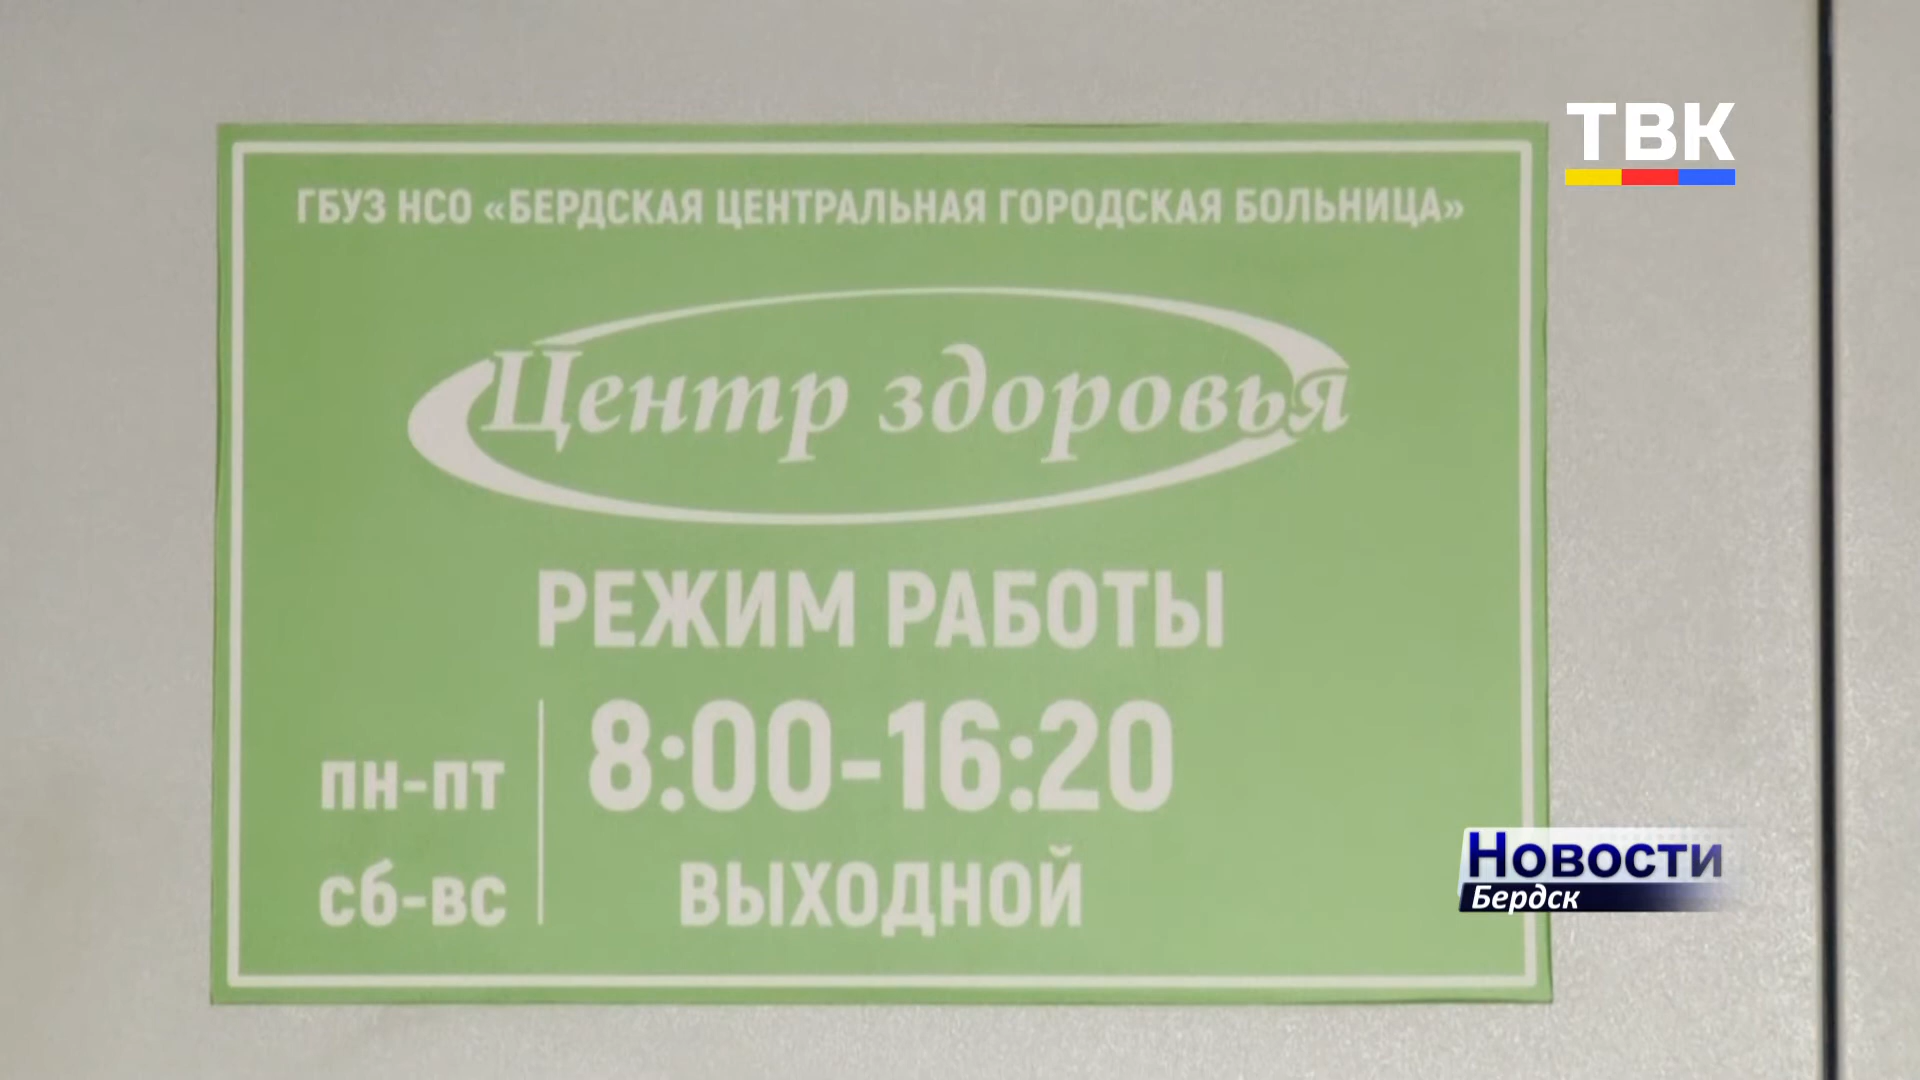 ТВК
ГБУЗ НСО «БЕРДСКАЯ ЦЕНТРАЛЬНАЯ ГОРОДСКАЯ БОЛЬНИЦА»
Центр здоровья
РЕЖИМ РАБОТЫ
пн-пт 8:00-16:20
сб-вс ВЫХОДНОЙ
Новости
Бердск